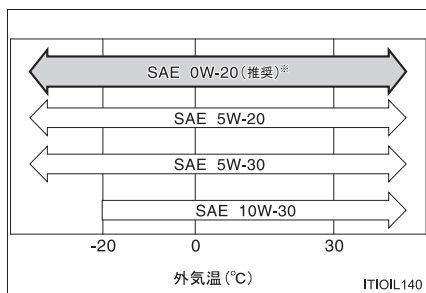 SAE 0W-20(推奨)※
SAE 5W-20
SAE 5W-30
SAE 10W-30
-20 0 30
外気温(℃)
ITIOIL140